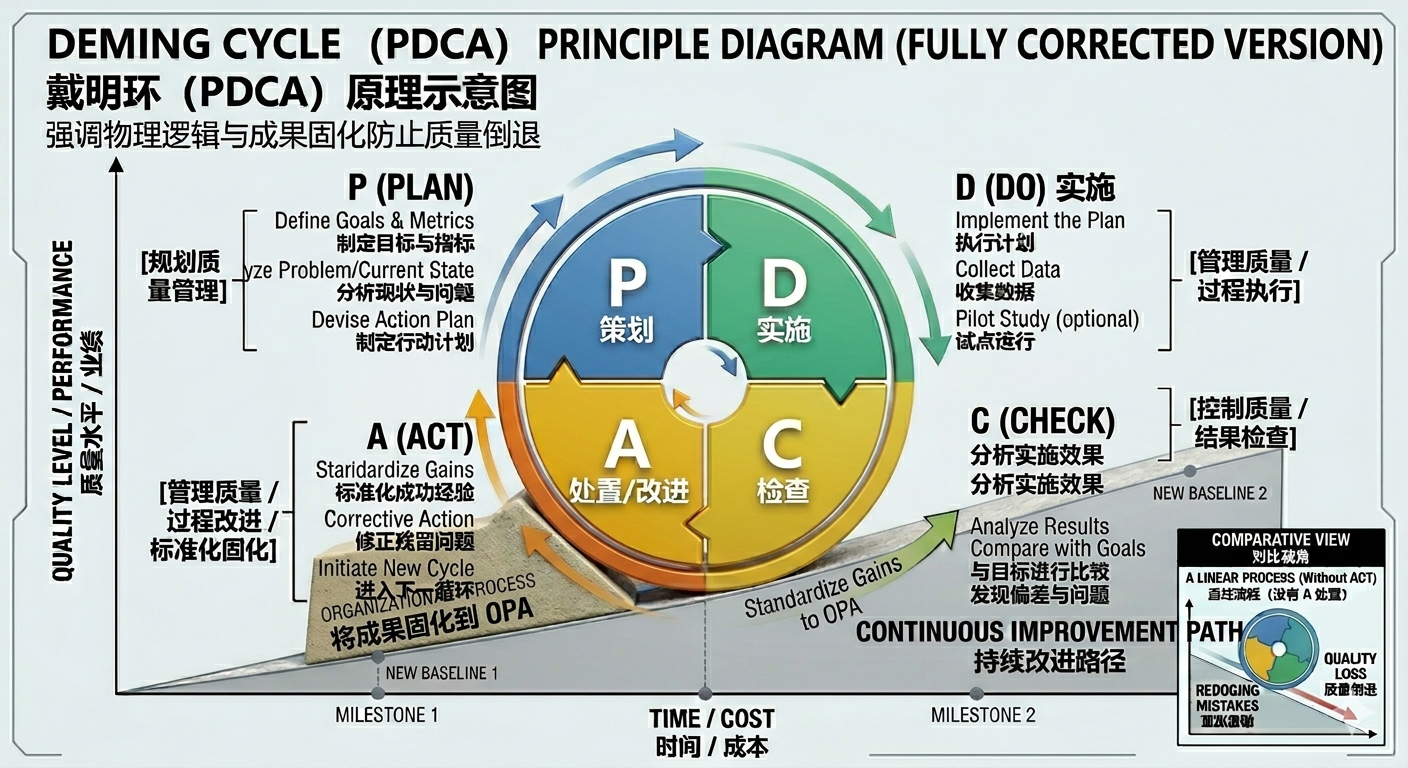 DEMING CYCLE (PDCA) PRINCIPLE DIAGRAM (FULLY CORRECTED VERSION)
戴明环（PDCA）原理示意图
强调物理逻辑与成果固化防止质量倒退
QUALITY LEVEL / PERFORMANCE
质量水平 / 业绩
P (PLAN)
Define Goals & Metrics
制定目标与指标
yze Problem/Current State
分析现状与问题
Devise Action Plan
制定行动计划
[规划质
量管理]
A (ACT)
Staridardize Gains
标准化成功经验
Corrective Action
修正残留问题
Initiate New Cycle
进入下一循环
[管理质量 /
过程改进 /
标准化固化]
P
策划
D
实施
A
处置/改进
C
检查
D (DO) 实施
Implement the Plan
执行计划
Collect Data
收集数据
Pilot Study (optional)
试点运行
[管理质量 /
过程执行]
C (CHECK)
分析实施效果
分析实施效果
Analyze Results
Compare with Goals
与目标进行比较
发现偏差与问题
[控制质量 /
结果检查]
NEW BASELINE 2
PROCESS
将成果固化到 OPA
NEW BASELINE 1
Standardize Gains
to OPA
CONTINUOUS IMPROVEMENT PATH
持续改进路径
MILESTONE 1
TIME / COST
时间 / 成本
MILESTONE 2
COMPARATIVE VIEW
A LINEAR PROCESS (Without ACT)
QUALITY
LOSS
REDOGING
MISTAKES